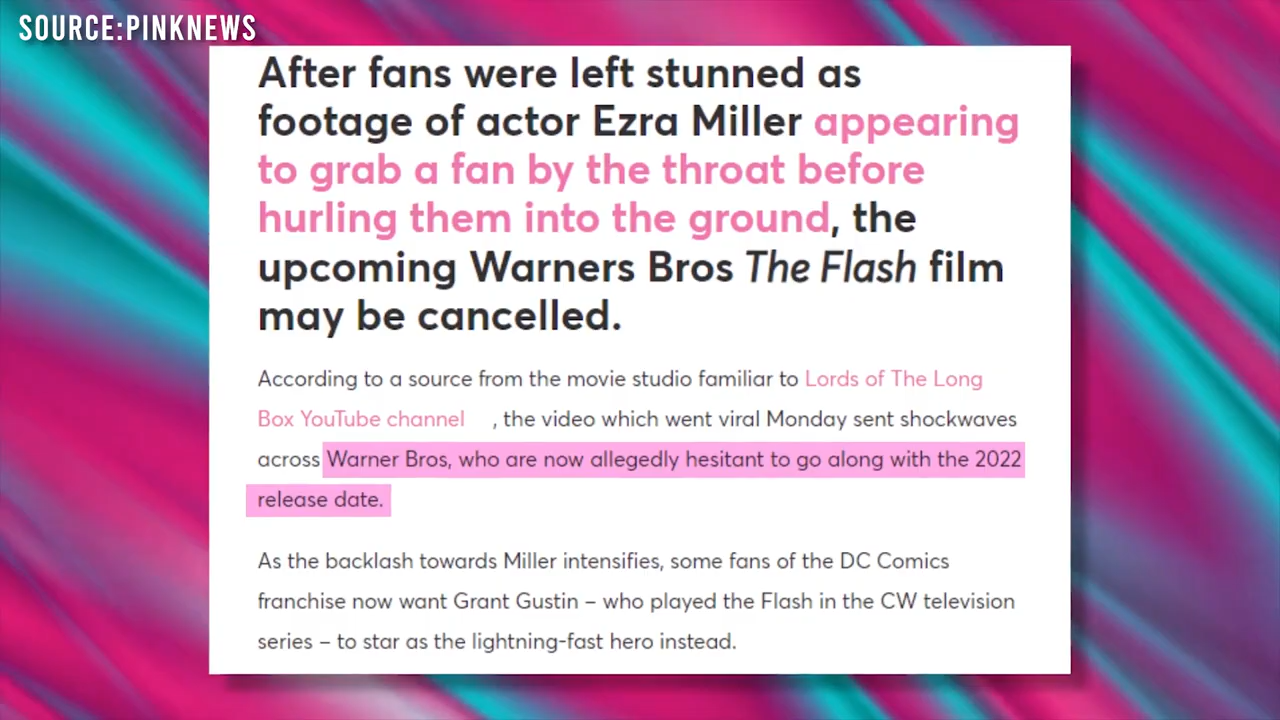 SOURCE:PINKNEWS
After fans were left stunned as
footage of actor Ezra Miller appearing
to grab a fan by the throat before
hurling them into the ground, the
upcoming Warners Bros The Flash film
may be cancelled.
According to a source from the movie studio familiar to Lords of The Long
Box YouTube channel , the video which went viral Monday sent shockwaves
across Warner Bros, who are now allegedly hesitant to go along with the 2022
release date.
As the backlash towards Miller intensifies, some fans of the DC Comics
franchise now want Grant Gustin – who played the Flash in the CW television
series – to star as the lightning-fast hero instead.